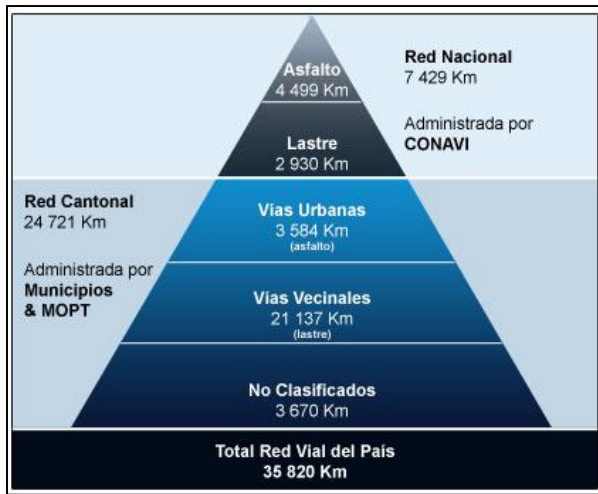 Asfalto
4 499 Km
Red Nacional
7 429 Km
Administrada por
CONAVI
Lastre
2 930 Km
Red Cantonal
24 721 Km
Administrada por
Municipios
& MOPT
Vías Urbanas
3 584 Km
(asfalto)
Vías Vecinales
21 137 Km
(lastre)
No Clasificados
3 670 Km
Total Red Vial del País
35 820 Km